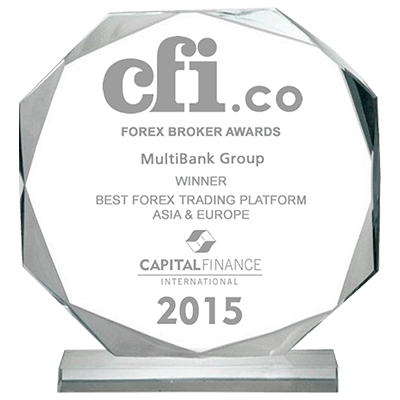 cfi.co
FOREX BROKER AWARDS
MultiBank Group
WINNER
BEST FOREX TRADING PLATFORM
ASIA & EUROPE
CAPITALFINANCE
INTERNATIONAL
2015